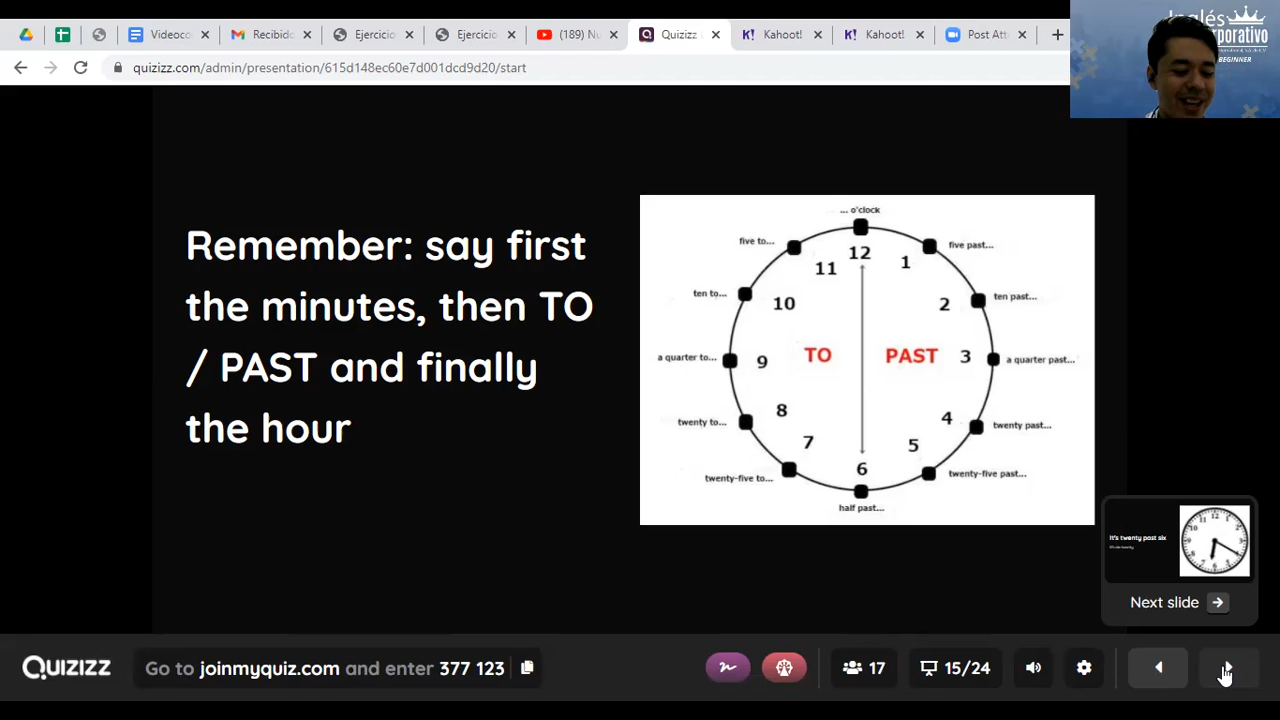 Videoco
Recibido
Ejercicio
Ejercicio
(189) Nu
Quizizz
Kahoot!
Kahoot!
Post Att
quizizz.com/admin/presentation/615d148ec60e7d001dcd9d20/start
Inglés
BEGINNER
Remember: say first
the minutes, then TO
/ PAST and finally
the hour
... o'clock
five to...
five past...
12
11
1
ten to...
ten past...
10
2
a quarter to...
9
TO
PAST
3
a quarter past...
8
4
twenty to...
twenty past...
7
5
6
twenty-five to...
twenty-five past...
half past...
It's twenty past six
Next slide
QUIZIZZ
Go to joinmyquiz.com and enter 377 123
17
15/24